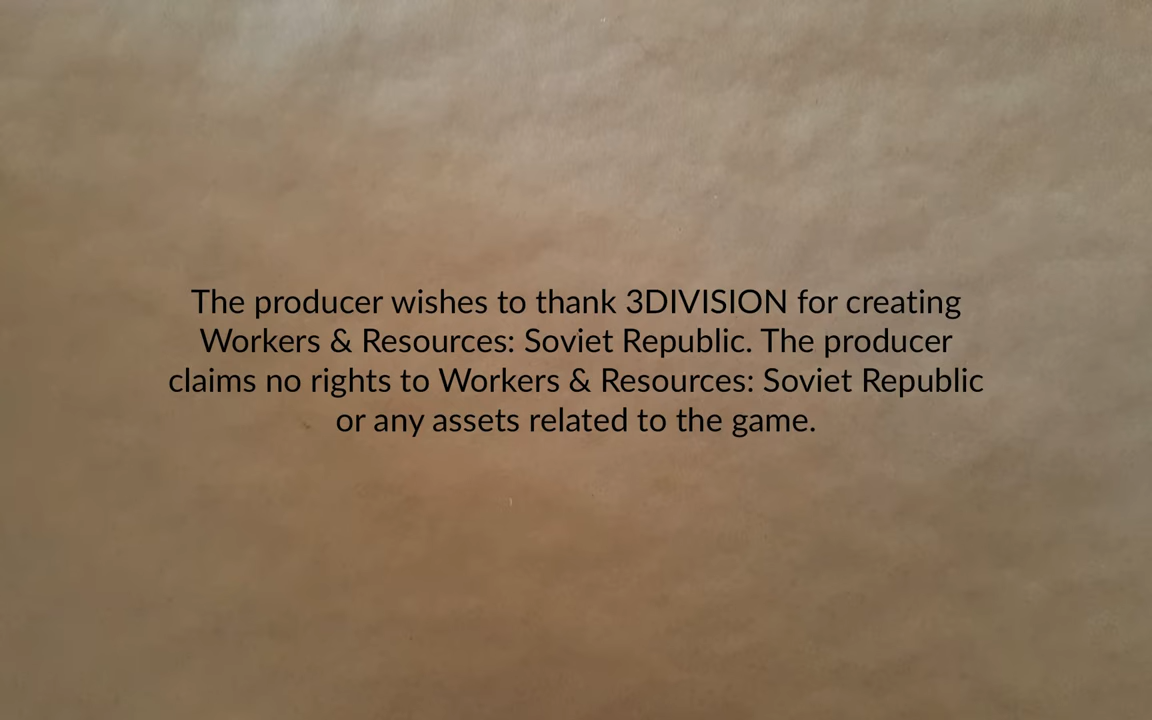 The producer wishes to thank 3DIVISION for creating
Workers & Resources: Soviet Republic. The producer
claims no rights to Workers & Resources: Soviet Republic
or any assets related to the game.